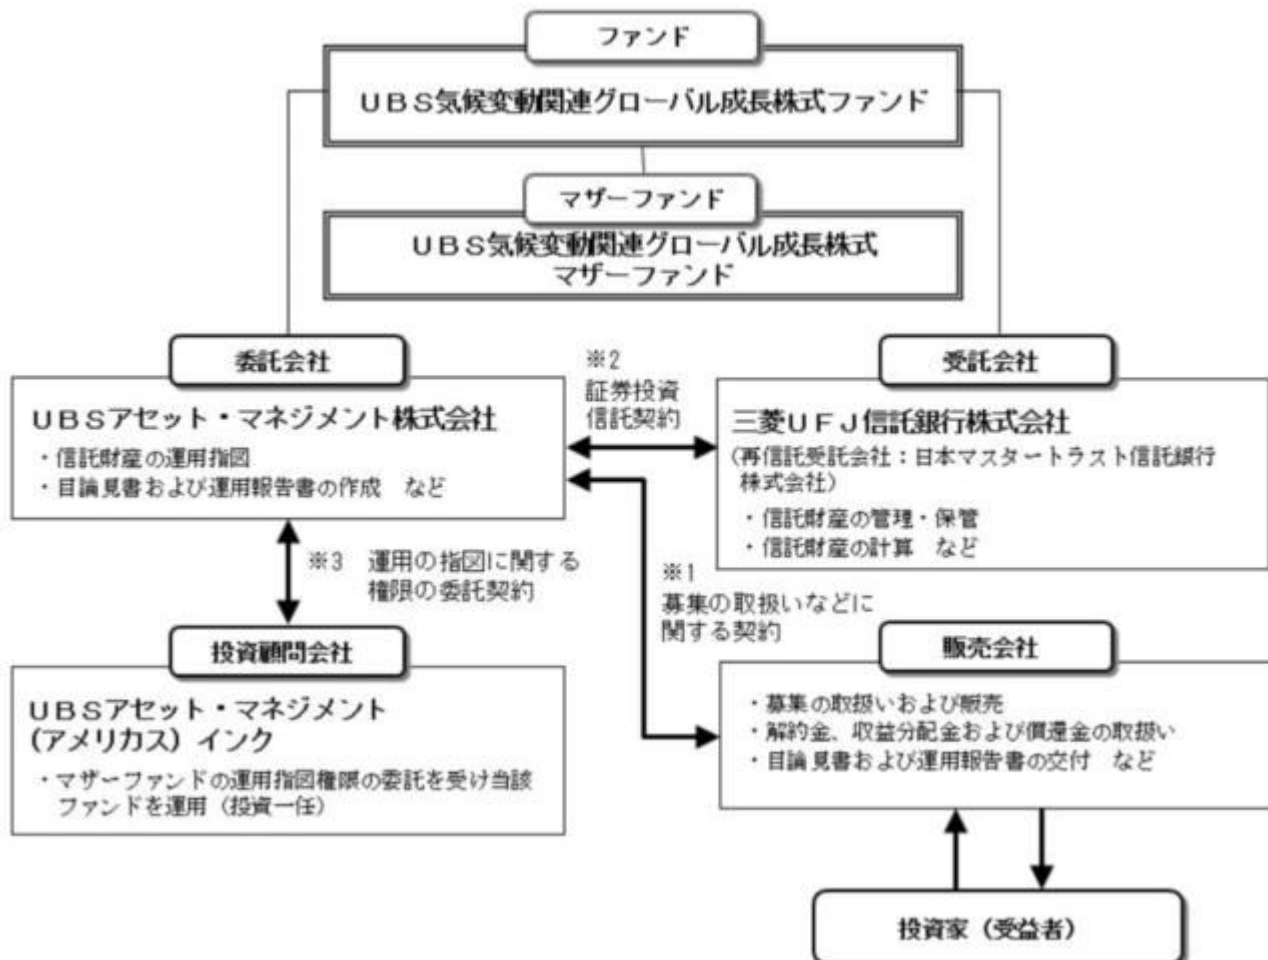 ファンド
UBS気候変動関連グローバル成長株式ファンド
マザーファンド
UBS気候変動関連グローバル成長株式
マザーファンド
委託会社
UBSアセット・マネジメント株式会社
・信託財産の運用指図
・目論見書および運用報告書の作成 など
※2
証券投資
信託契約
受託会社
三菱UFJ信託銀行株式会社
（再信託受託会社：日本マスタートラスト信託銀行
株式会社）
・信託財産の管理・保管
・信託財産の計算 など
※3 運用の指図に関する
権限の委託契約
※1
募集の取扱いなどに
関する契約
投資顧問会社
UBSアセット・マネジメント
（アメリカス）インク
・マザーファンドの運用指図権限の委託を受け当該
ファンドを運用（投資一任）
販売会社
・募集の取扱いおよび販売
・解約金、収益分配金および償還金の取扱い
・目論見書および運用報告書の交付 など
投資家（受益者）